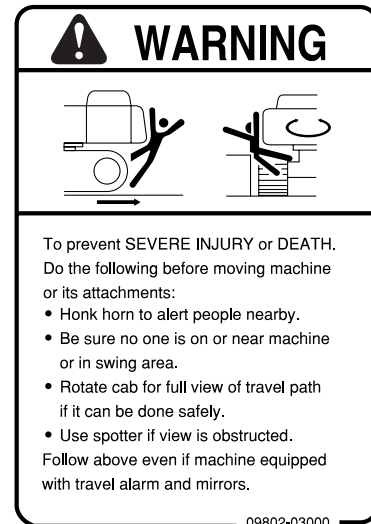 WARNING
To prevent SEVERE INJURY or DEATH.
Do the following before moving machine
or its attachments:
• Honk horn to alert people nearby.
• Be sure no one is on or near machine
or in swing area.
• Rotate cab for full view of travel path
if it can be done safely.
• Use spotter if view is obstructed.
Follow above even if machine equipped
with travel alarm and mirrors.
09802-03000